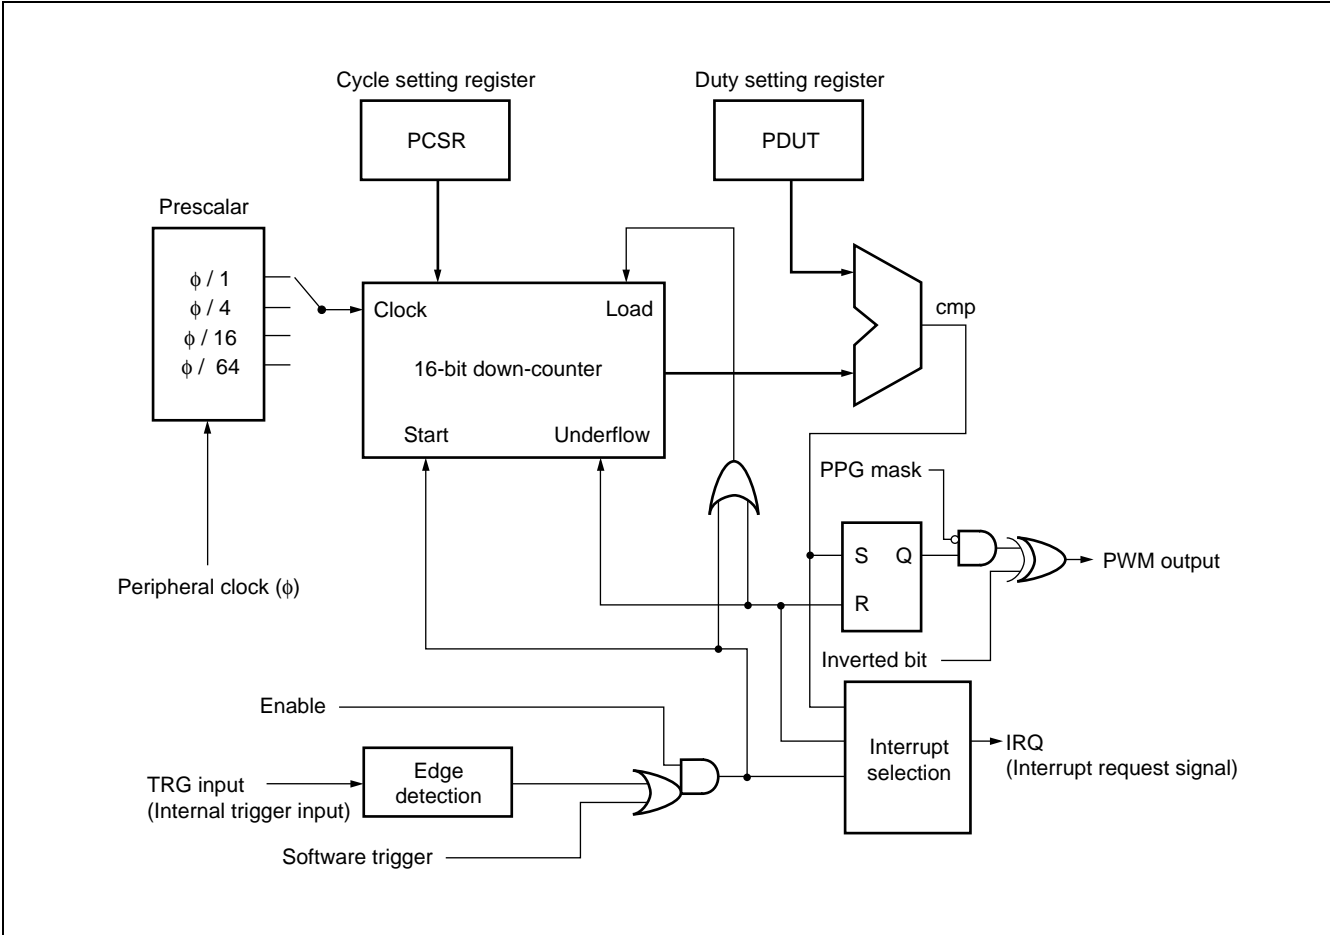 Cycle setting register
Duty setting register
PCSR
PDUT
Prescalar
ϕ / 1
ϕ / 4
ϕ / 16
ϕ / 64
Clock
Load
16-bit down-counter
Start
Underflow
cmp
PPG mask
S
Q
R
PWM output
Peripheral clock (ϕ)
Inverted bit
Enable
TRG input
(Internal trigger input)
Edge
detection
Software trigger
Interrupt
selection
IRQ
(Interrupt request signal)